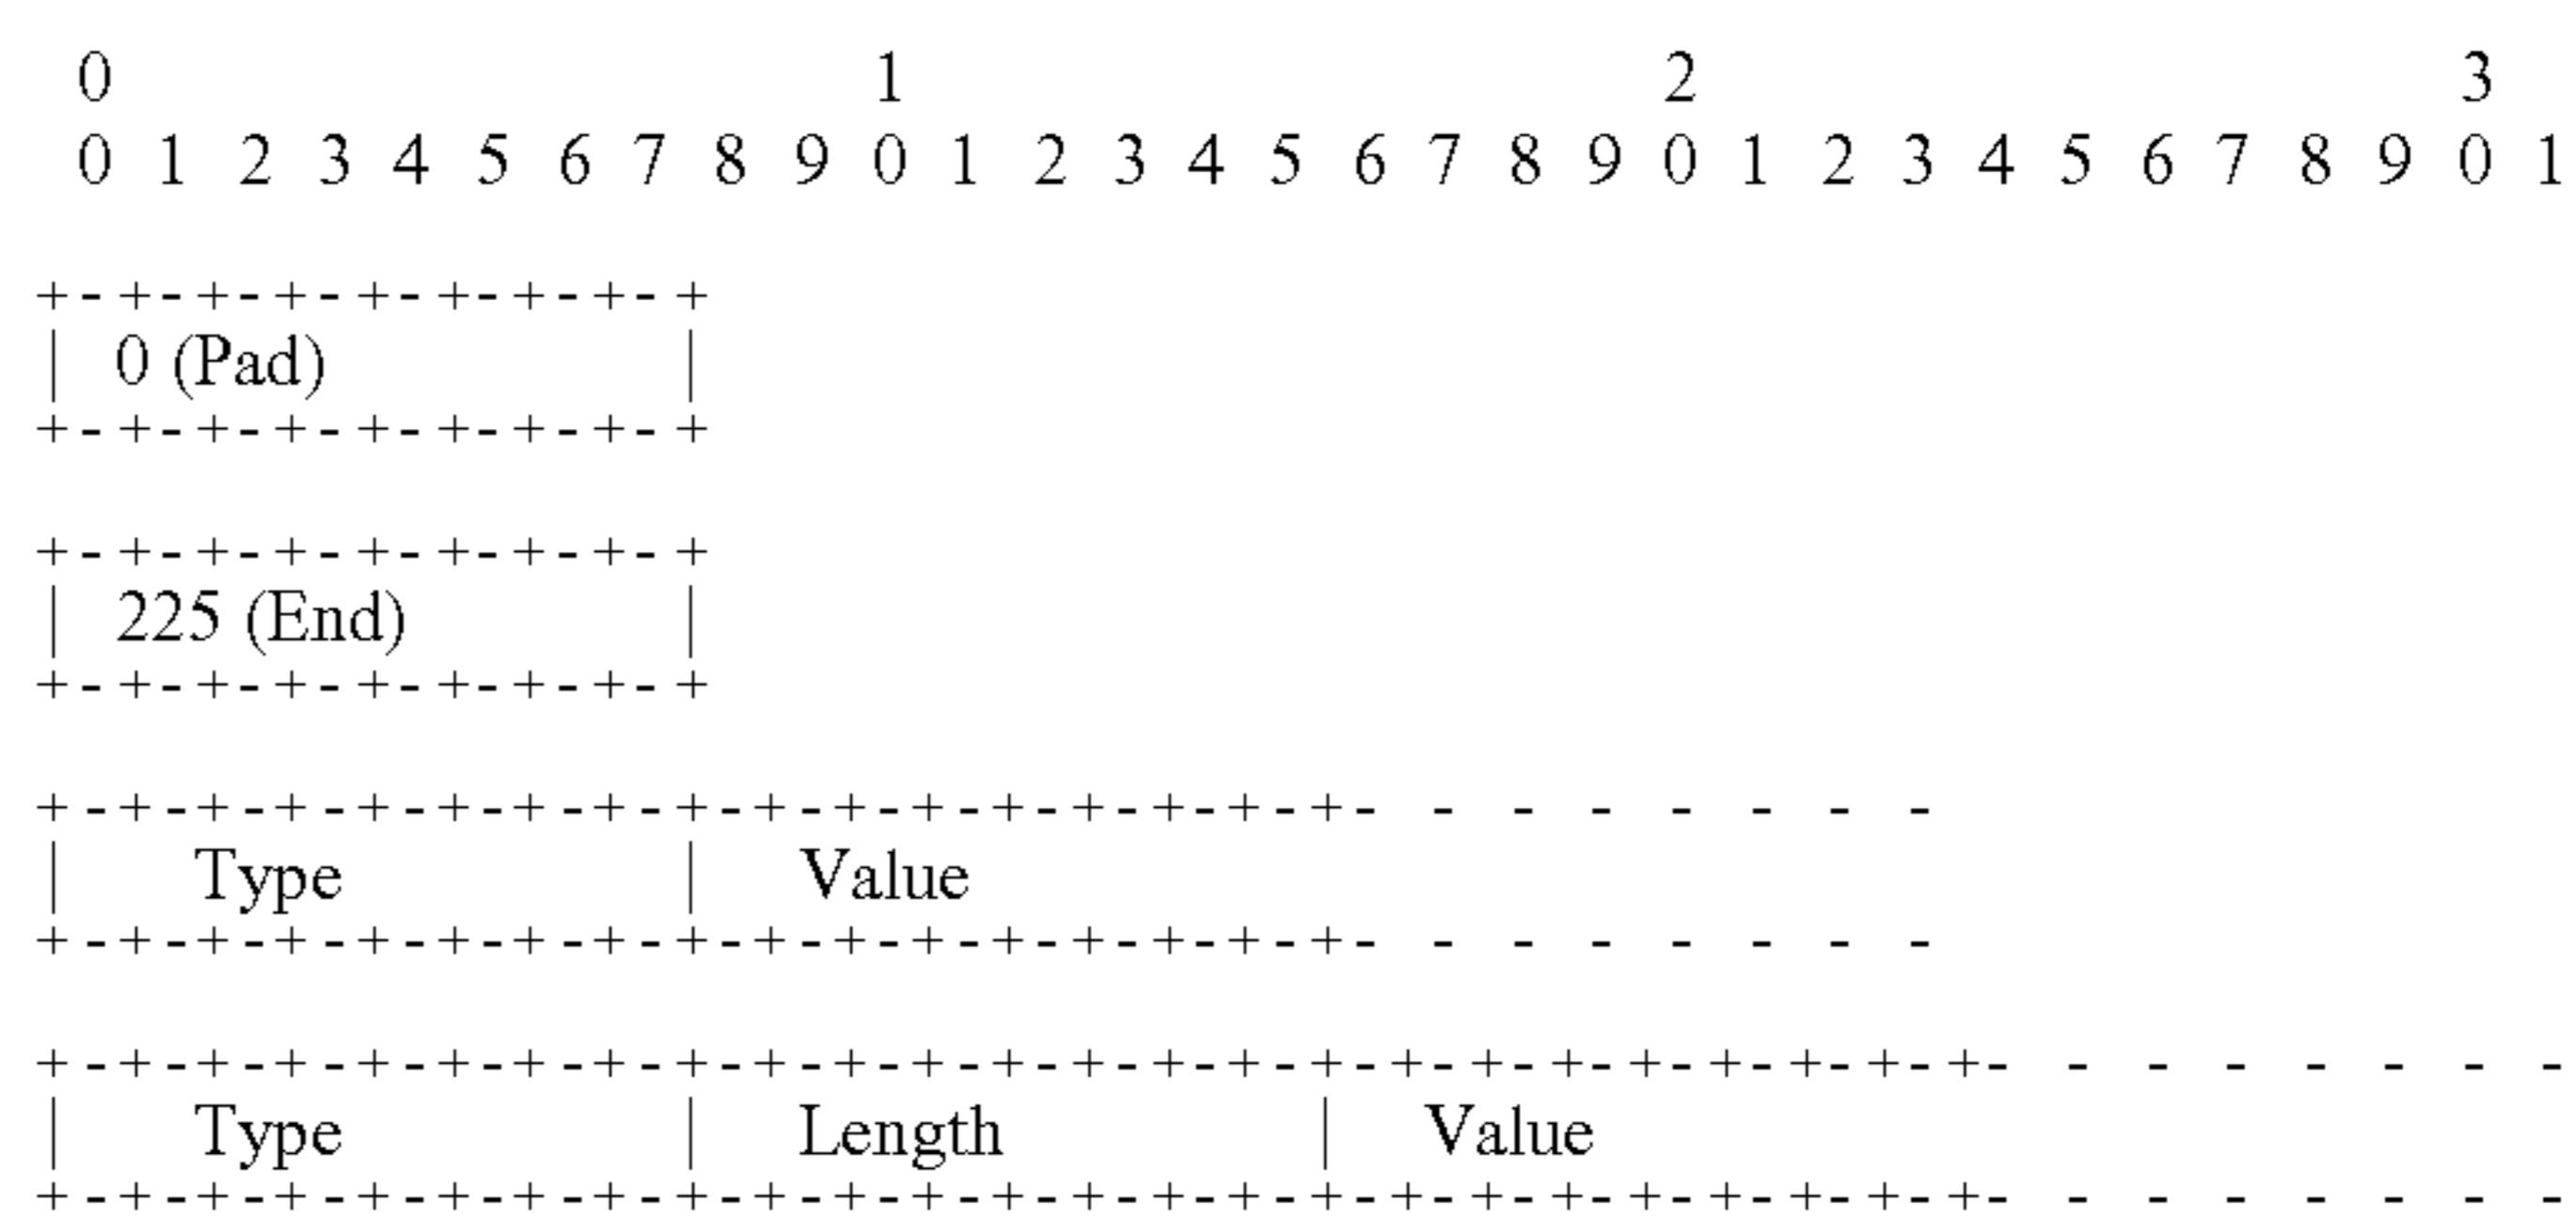 0 1 2 3
0 1 2 3 4 5 6 7 8 9 0 1 2 3 4 5 6 7 8 9 0 1 2 3 4 5 6 7 8 9 0 1
+-+-+-+-+-+-+-+-+
| 0 (Pad) |
+-+-+-+-+-+-+-+-+
+-+-+-+-+-+-+-+-+
| 225 (End) |
+-+-+-+-+-+-+-+-+
+-+-+-+-+-+-+-+-+-+-+-+-+-+-+-+-+- - - - - - - -
| Type | Value
+-+-+-+-+-+-+-+-+-+-+-+-+-+-+-+-+- - - - - - - -
+-+-+-+-+-+-+-+-+-+-+-+-+-+-+-+-+-+-+-+-+-+-+-+-+- - - - - - - -
| Type | Length | Value
+-+-+-+-+-+-+-+-+-+-+-+-+-+-+-+-+-+-+-+-+-+-+-+-+- - - - - - - -